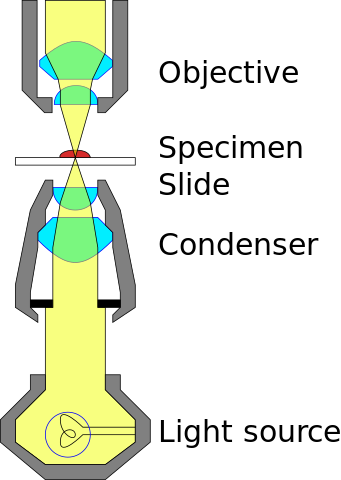 Objective
Specimen
Slide
Condenser
Light source